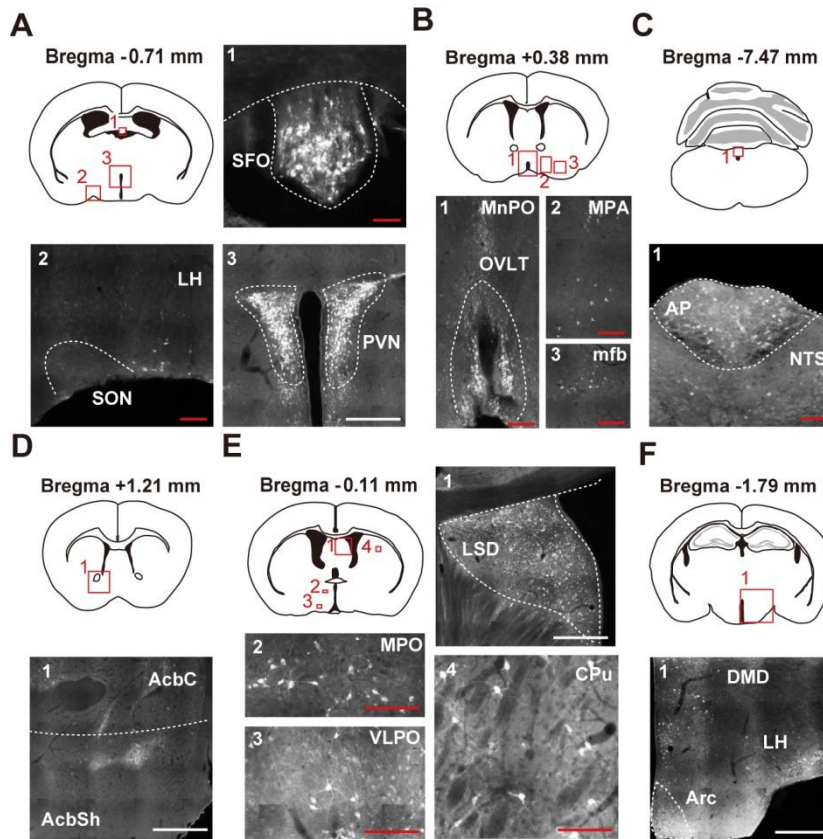 A
Bregma -0.71 mm
1
2
3
1
SFO
2
LH
SON
3
PVN
B
Bregma +0.38 mm
1
2
3
1
MnPO
OVLT
2
MPA
3
mfb
C
Bregma -7.47 mm
1
1
AP
NTS
D
Bregma +1.21 mm
1
1
AcbC
AcbSh
E
Bregma -0.11 mm
1
4
2
3
1
LSD
2
MPO
3
VLPO
4
CPu
F
Bregma -1.79 mm
1
1
DMD
LH
Arc